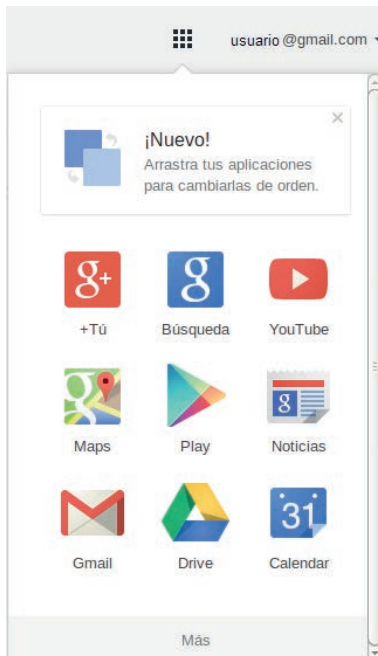 usuario @gmail.com
¡Nuevo!
Arrastra tus aplicaciones
para cambiarlas de orden.
g+ g
+Tú Búsqueda YouTube
g g
Maps Play Noticias
31
Gmail Drive Calendar
Más